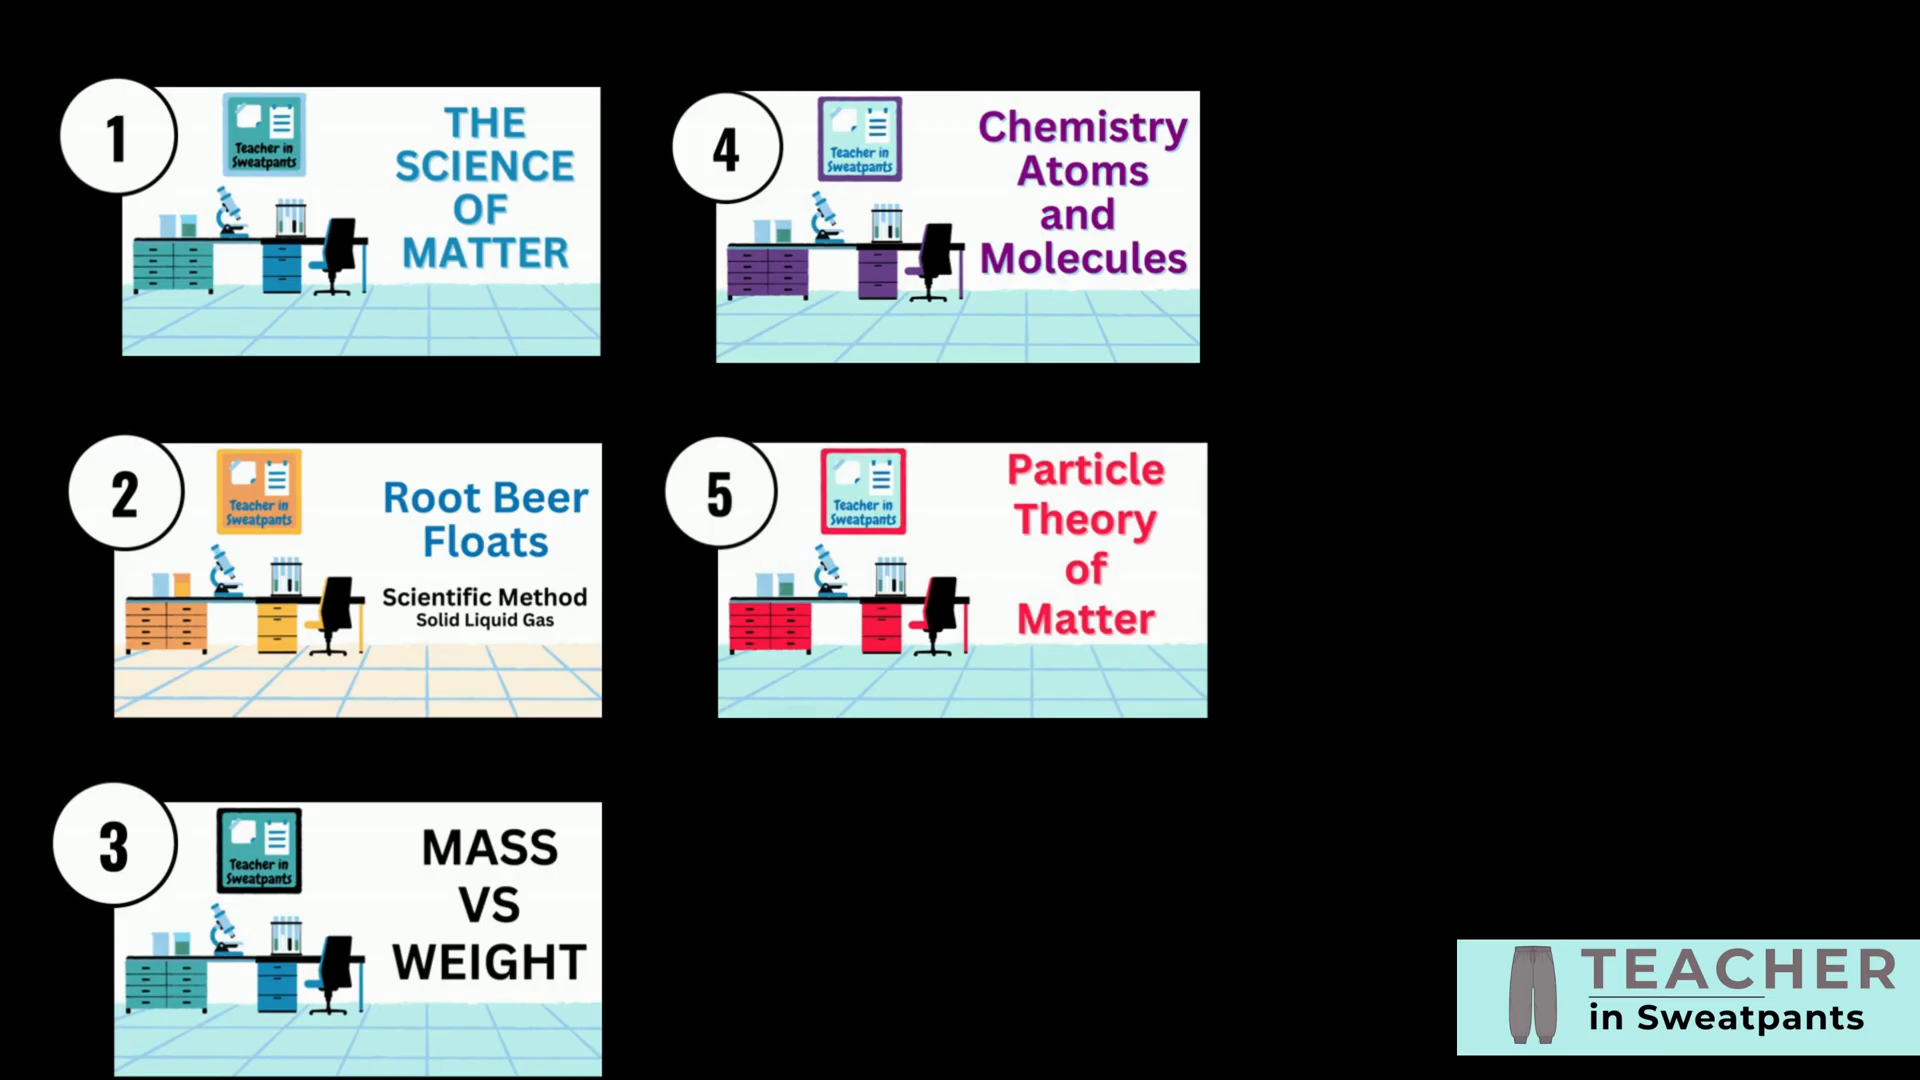 1
Teacher in
Sweatpants
THE
SCIENCE
OF
MATTER
2
Teacher in
Sweatpants
Root Beer
Floats
Scientific Method
Solid Liquid Gas
3
Teacher in
Sweatpants
MASS
VS
WEIGHT
4
Teacher in
Sweatpants
Chemistry
Atoms
and
Molecules
5
Teacher in
Sweatpants
Particle
Theory
of
Matter
TEACHER
in Sweatpants